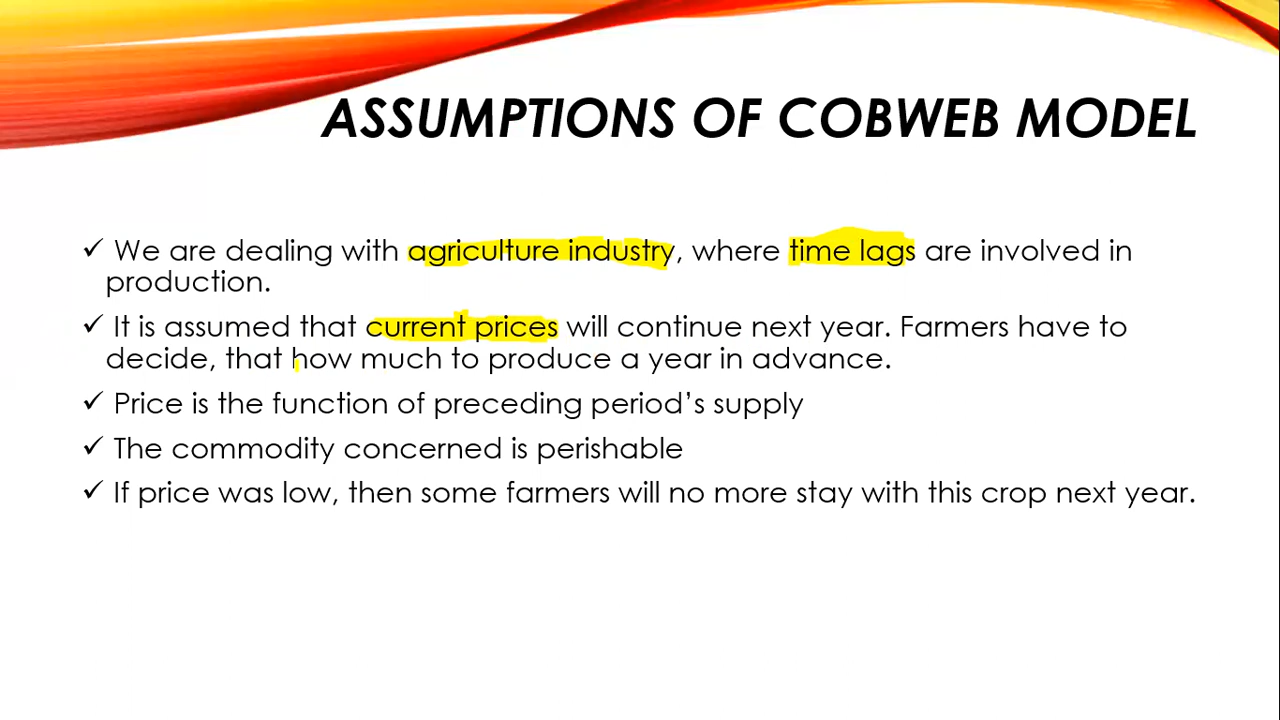 ASSUMPTIONS OF COBWEB MODEL
✓ We are dealing with agriculture industry, where time lags are involved in
production.
✓ It is assumed that current prices will continue next year. Farmers have to
decide, that how much to produce a year in advance.
✓ Price is the function of preceding period’s supply
✓ The commodity concerned is perishable
✓ If price was low, then some farmers will no more stay with this crop next year.